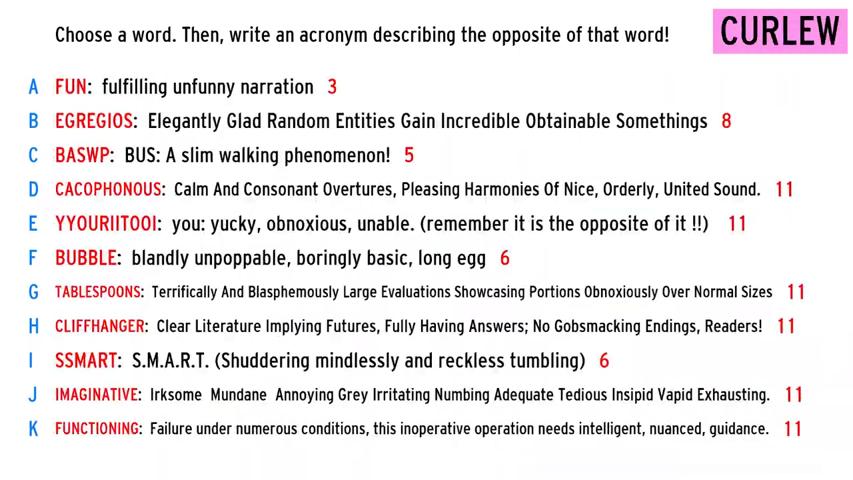 Choose a word. Then, write an acronym describing the opposite of that word!
CURLEW
A FUN: fulfilling unfunny narration 3
B EGREGIOS: Elegantly Glad Random Entities Gain Incredible Obtainable Somethings 8
C BASWP: BUS: A slim walking phenomenon! 5
D CACOPHONOUS: Calm And Consonant Overtures, Pleasing Harmonies Of Nice, Orderly, United Sound. 11
E YYOURIITOOI: you: yucky, obnoxious, unable. (remember it is the opposite of it !!) 11
F BUBBLE: blandly unpoppable, boringly basic, long egg 6
G TABLESPOONS: Terrifically And Blasphemously Large Evaluations Showcasing Portions Obnoxiously Over Normal Sizes 11
H CLIFFHANGER: Clear Literature Implying Futures, Fully Having Answers; No Gobsmacking Endings, Readers! 11
I SSMART: S.M.A.R.T. (Shuddering mindlessly and reckless tumbling) 6
J IMAGINATIVE: Irksome Mundane Annoying Grey Irritating Numbing Adequate Tedious Insipid Vapid Exhausting. 11
K FUNCTIONING: Failure under numerous conditions, this inoperative operation needs intelligent, nuanced, guidance. 11